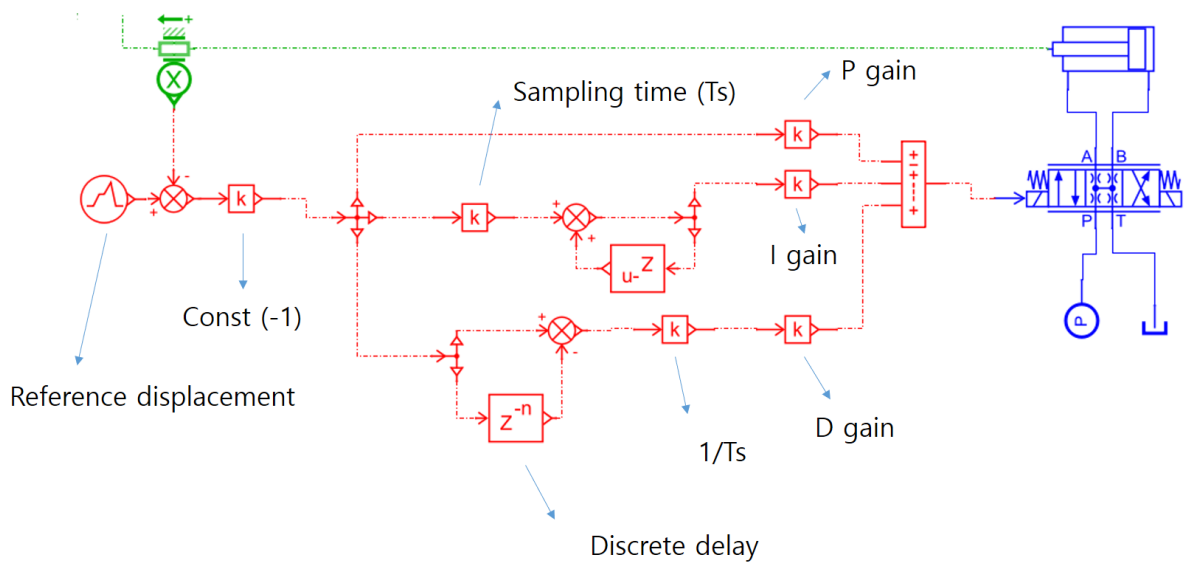 +
X
P gain
Sampling time (Ts)
k
A B
-
+
k
+
k
+
+
+
+
k
k
P T
I gain
u- Z
Const (-1)
+
-
k
k
P
Reference displacement
Z -n
D gain
1/Ts
Discrete delay